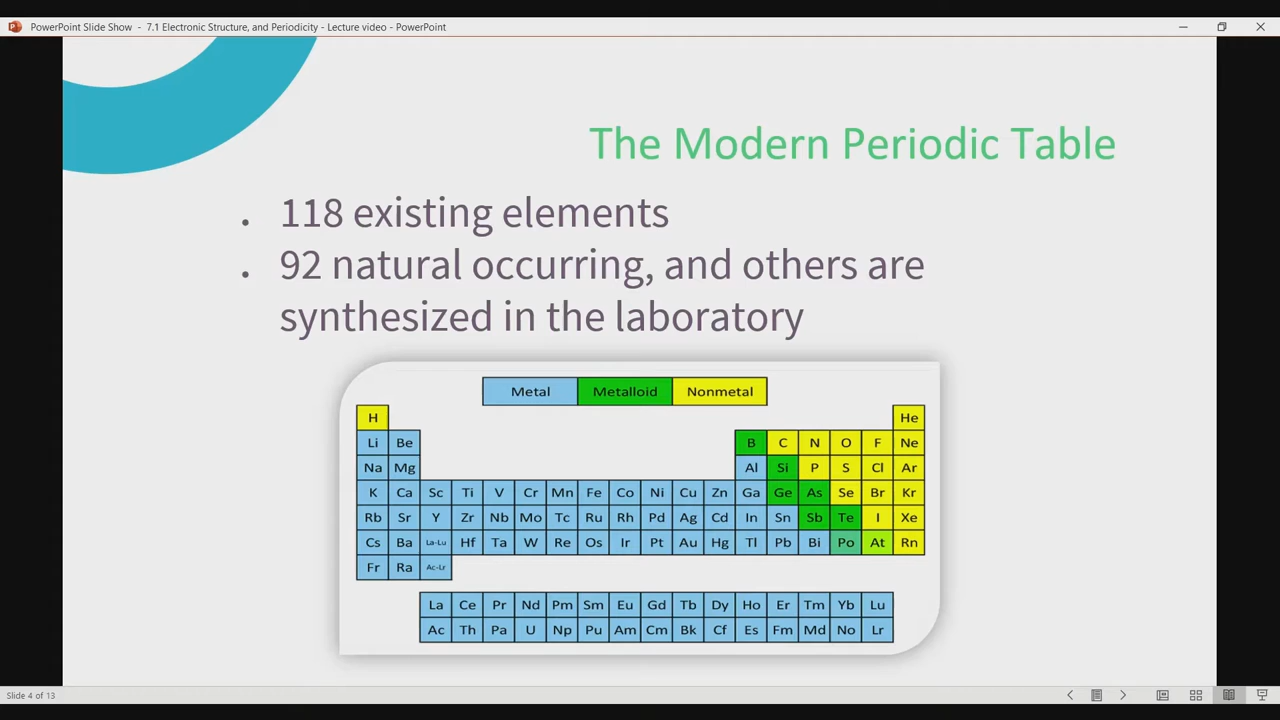 PowerPoint Slide Show - 7.1 Electronic Structure, and Periodicity - Lecture video - PowerPoint
The Modern Periodic Table
. 118 existing elements
. 92 natural occurring, and others are
synthesized in the laboratory
Metal Metalloid Nonmetal
H He
Li Be B C N O F Ne
Na Mg Al Si P S Cl Ar
K Ca Sc Ti V Cr Mn Fe Co Ni Cu Zn Ga Ge As Se Br Kr
Rb Sr Y Zr Nb Mo Tc Ru Rh Pd Ag Cd In Sn Sb Te I Xe
Cs Ba La-Lu Hf Ta W Re Os Ir Pt Au Hg Tl Pb Bi Po At Rn
Fr Ra Ac-Lr
La Ce Pr Nd Pm Sm Eu Gd Tb Dy Ho Er Tm Yb Lu
Ac Th Pa U Np Pu Am Cm Bk Cf Es Fm Md No Lr
Slide 4 of 13